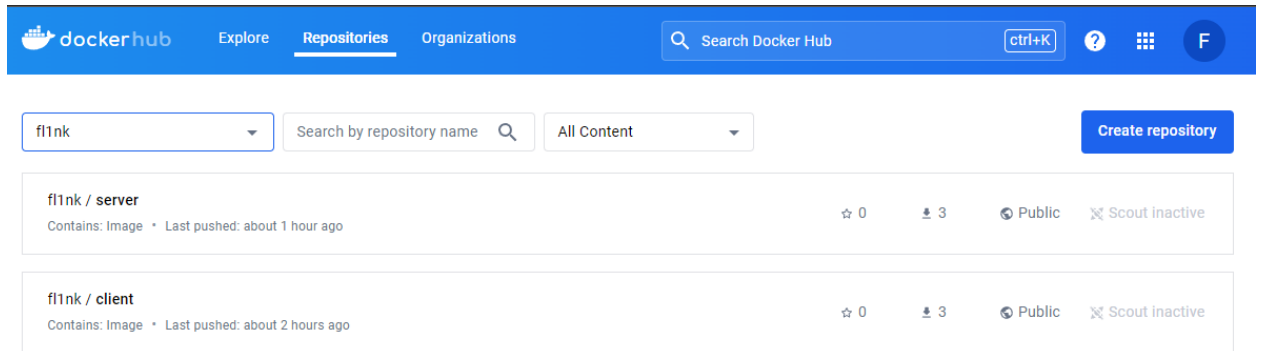 dockerhub Explore Repositories Organizations Search Docker Hub ctrl+K ? F
fl1nk Search by repository name All Content Create repository
fl1nk / server
Contains: Image • Last pushed: about 1 hour ago
0 3 Public Scout inactive
fl1nk / client
Contains: Image • Last pushed: about 2 hours ago
0 3 Public Scout inactive